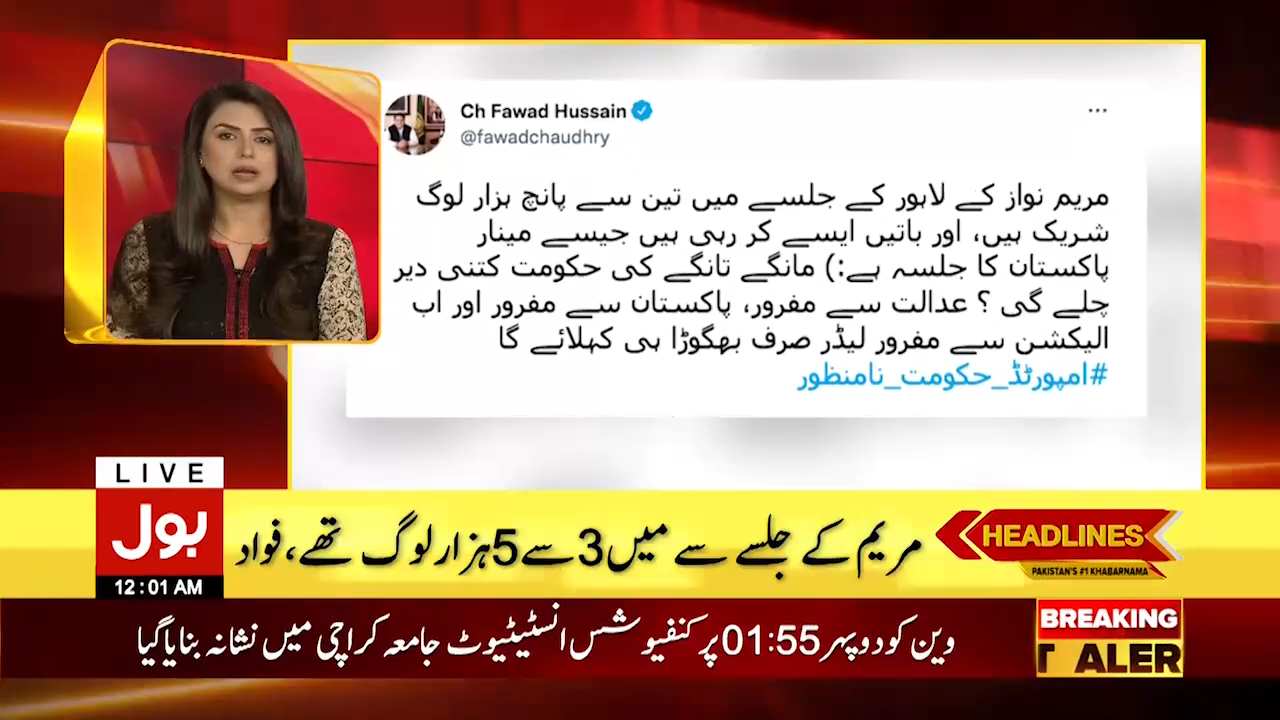 Ch Fawad Hussain
@fawadchaudhry
مریم نواز کے لاہور کے جلسے میں تین سے پانچ ہزار لوگ
شریک ہیں، اور باتیں ایسے کر رہی ہیں جیسے مینار
پاکستان کا جلسہ ہے:) مانگے تانگے کی حکومت کتنی دیر
چلے گی ؟ عدالت سے مفرور، پاکستان سے مفرور اور اب
الیکشن سے مفرور لیڈر صرف بھگوڑا ہی کہلائے گا
#امپورٹڈ_حکومت_نامنظور
LIVE
بول
12:01 AM
مریم کے جلسے سے میں 3 سے 5 ہزار لوگ تھے، فواد
HEADLINES
PAKISTAN'S #1 KHABARNAMA
وین کو دوپہر 01:55 پر کنفیوشس انسٹیٹیوٹ جامعہ کراچی میں نشانہ بنایا گیا
BREAKING
T ALER